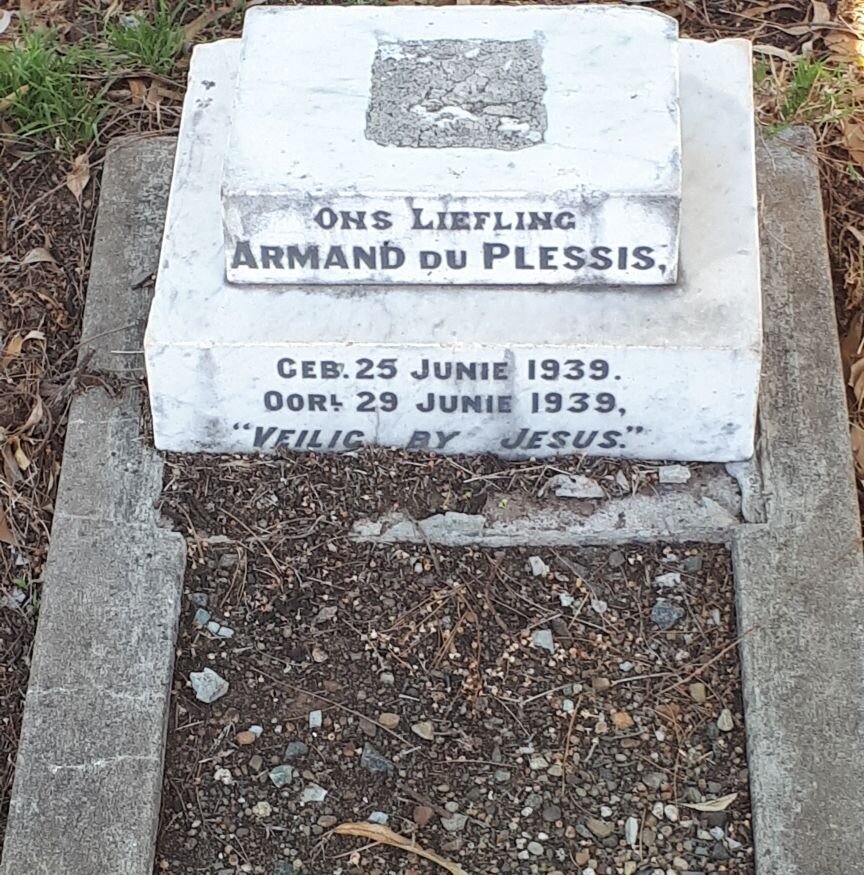 ONS LIEFLING
ARMAND DU PLESSIS,
GEB. 25 JUNIE 1939.
OORL 29 JUNIE 1939,
"VEILIG BY JESUS."